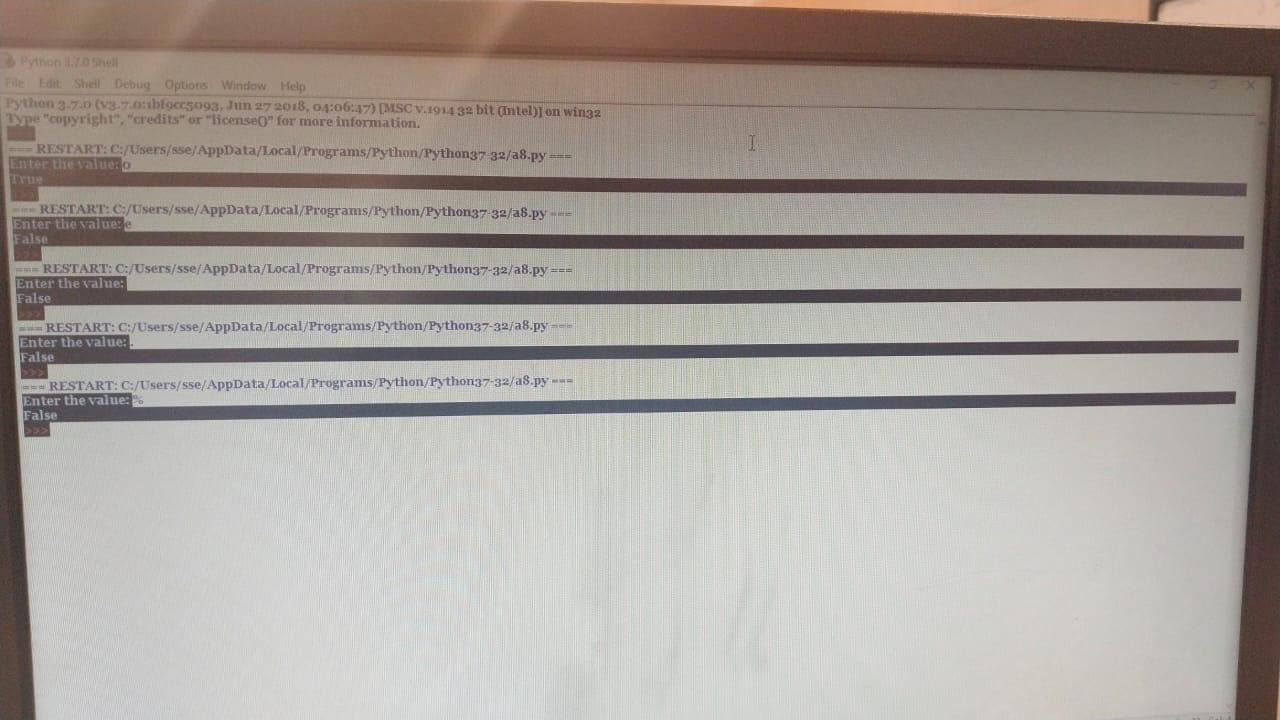 Python 3.7.0 Shell
File Edit Shell Debug Options Window Help
Python 3.7.0 (v3.7.0:1bf9cc5093, Jun 27 2018, 04:06:47) [MSC v.1914 32 bit (Intel)] on win32
Type "copyright", "credits" or "license()" for more information.
>>>
=== RESTART: C:/Users/sse/AppData/Local/Programs/Python/Python37-32/a8.py ===
Enter the value: 0
True
>>>
=== RESTART: C:/Users/sse/AppData/Local/Programs/Python/Python37-32/a8.py ===
Enter the value: e
False
>>>
=== RESTART: C:/Users/sse/AppData/Local/Programs/Python/Python37-32/a8.py ===
Enter the value:
False
>>>
=== RESTART: C:/Users/sse/AppData/Local/Programs/Python/Python37-32/a8.py ===
Enter the value: .
False
>>>
=== RESTART: C:/Users/sse/AppData/Local/Programs/Python/Python37-32/a8.py ===
Enter the value: %
False
>>>